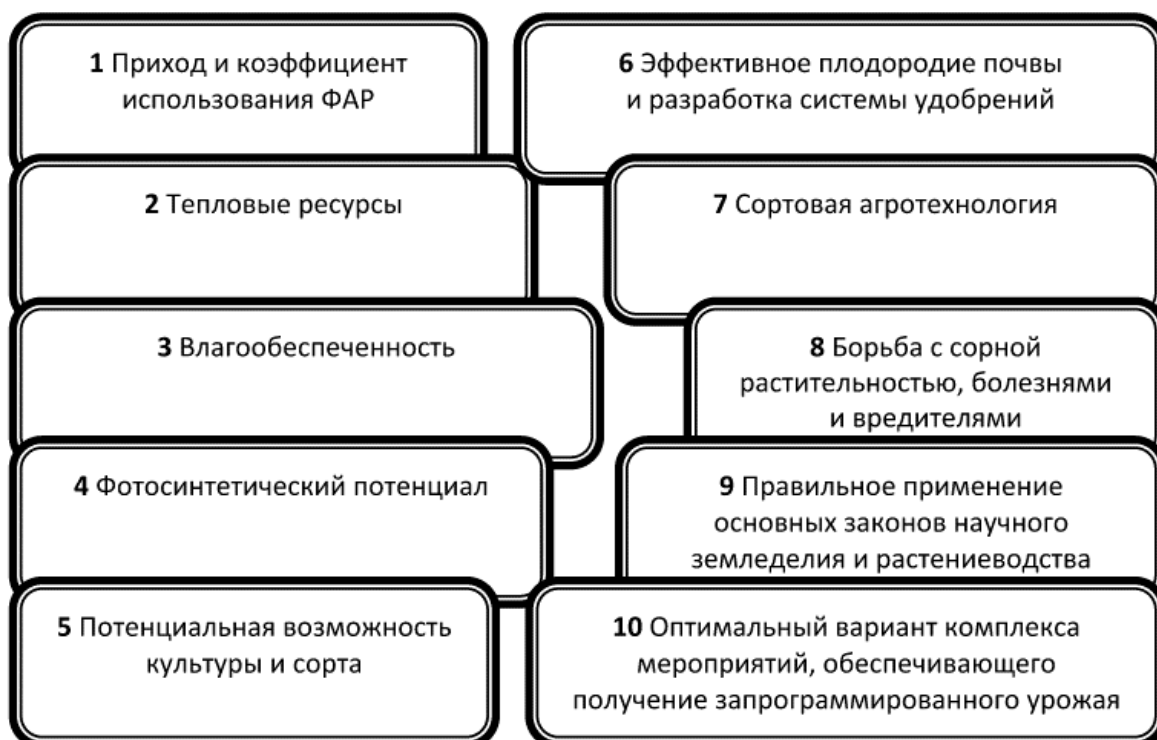 1 Приход и коэффициент
использования ФАР
2 Тепловые ресурсы
3 Влагообеспеченность
4 Фотосинтетический потенциал
5 Потенциальная возможность
культуры и сорта
6 Эффективное плодородие почвы
и разработка системы удобрений
7 Сортовая агротехнология
8 Борьба с сорной
растительностью, болезнями
и вредителями
9 Правильное применение
основных законов научного
земледелия и растениеводства
10 Оптимальный вариант комплекса
мероприятий, обеспечивающего
получение запрограммированного урожая